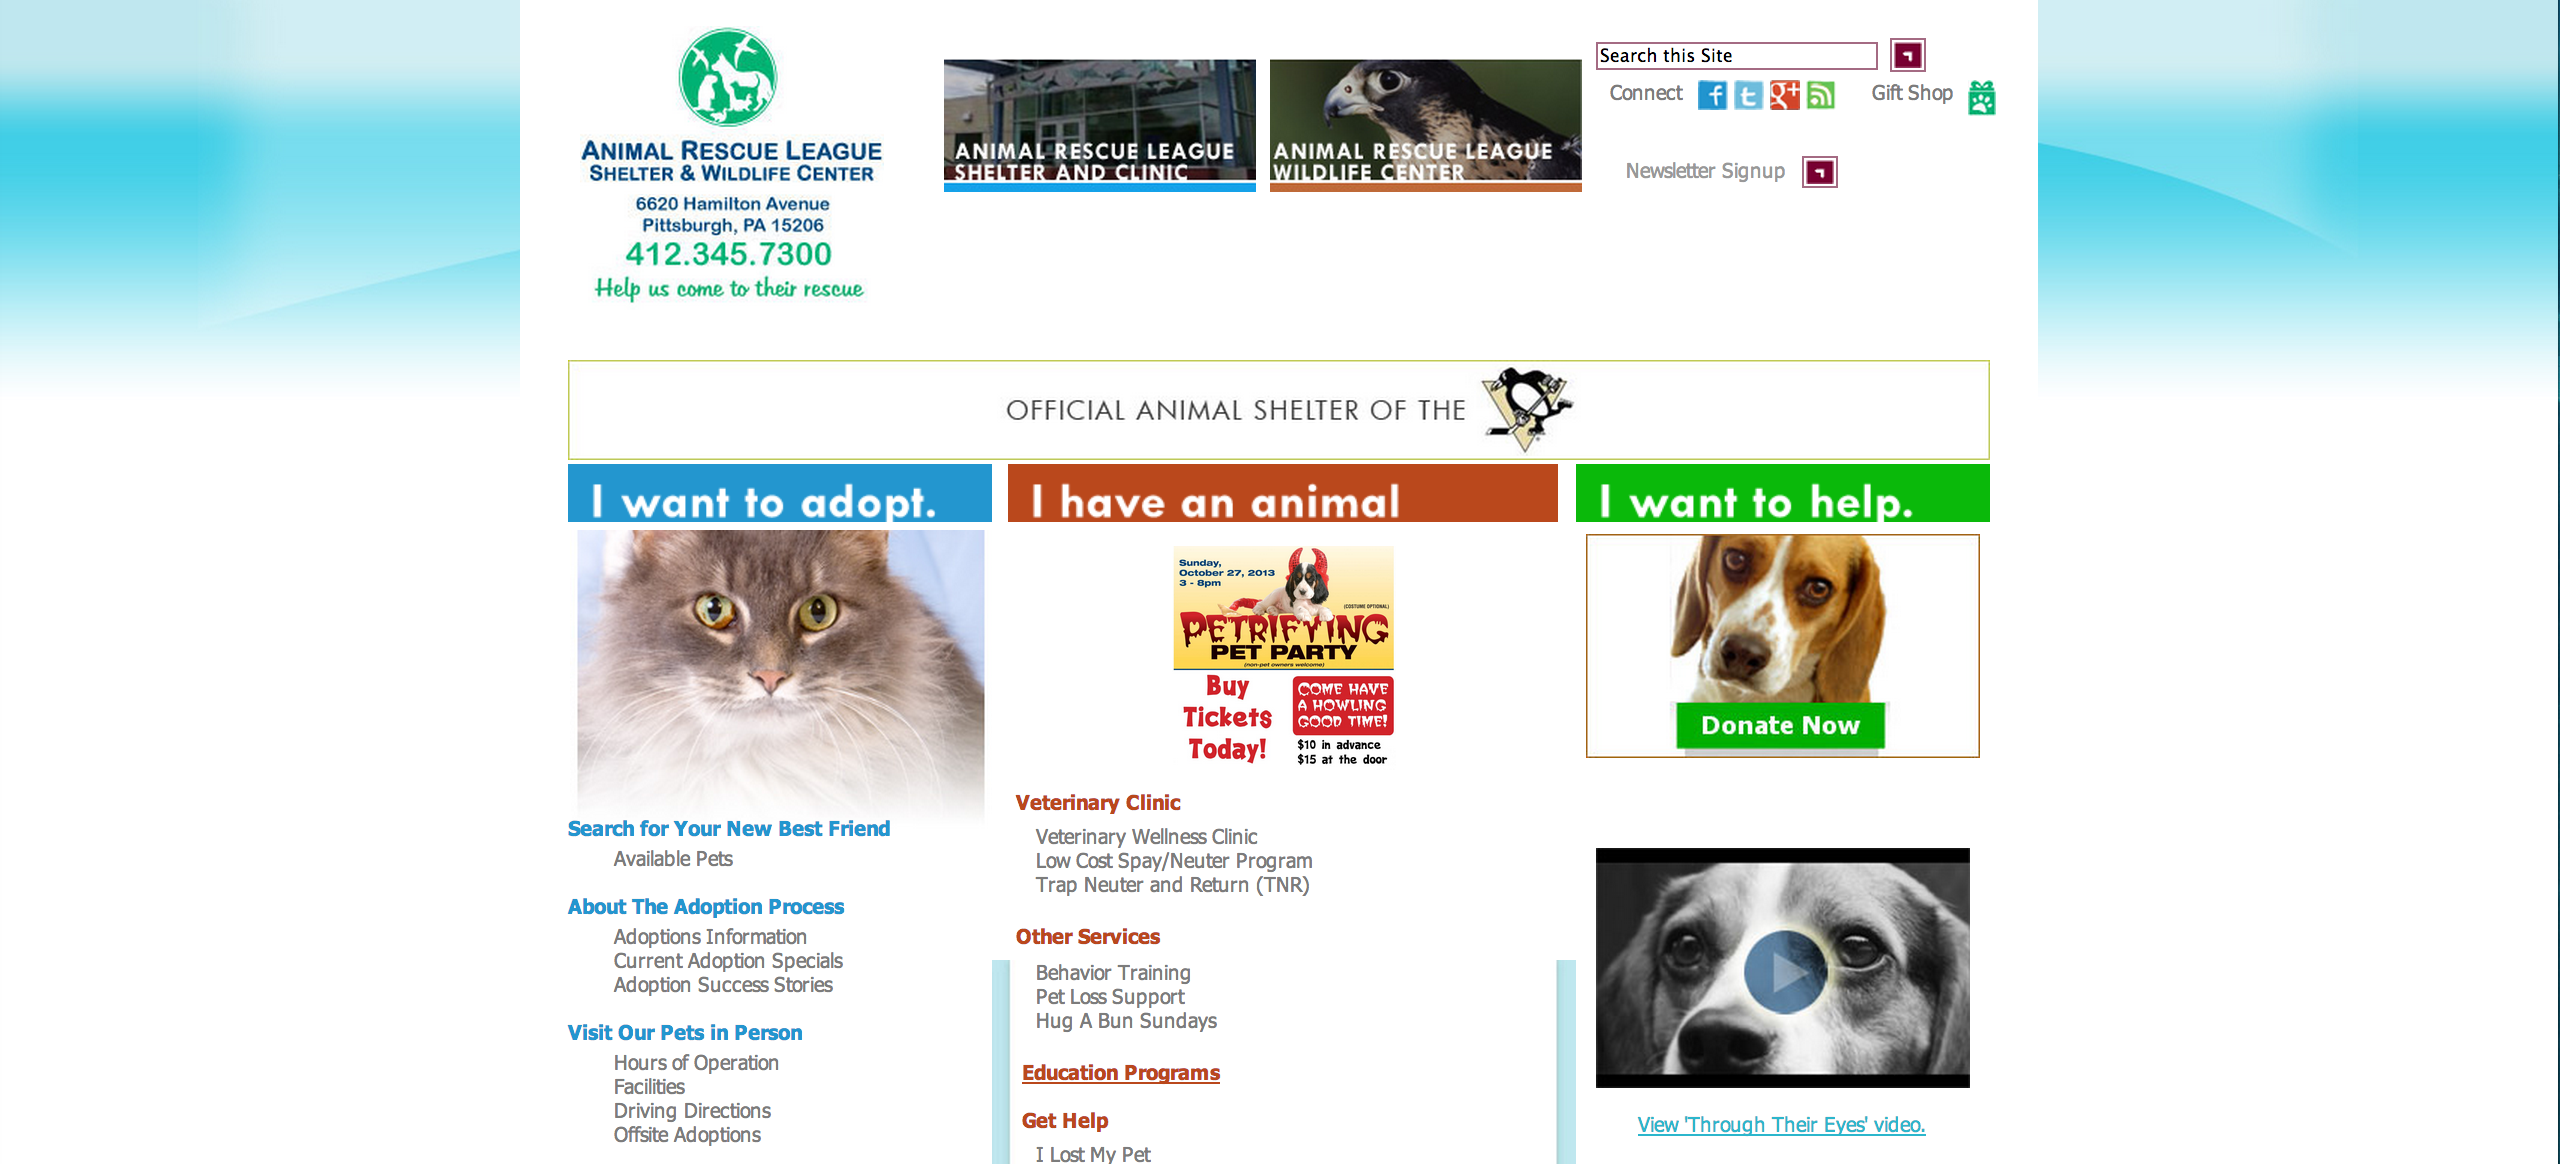 ANIMAL RESCUE LEAGUE
SHELTER & WILDLIFE CENTER
6620 Hamilton Avenue
Pittsburgh, PA 15206
412.345.7300
Help us come to their rescue
ANIMAL RESCUE LEAGUE
SHELTER AND CLINIC
ANIMAL RESCUE LEAGUE
WILDLIFE CENTER
Search this Site
Connect
f
t
g+
Gift Shop
Newsletter Signup
OFFICIAL ANIMAL SHELTER OF THE
I want to adopt.
Search for Your New Best Friend
Available Pets
About The Adoption Process
Adoptions Information
Current Adoption Specials
Adoption Success Stories
Visit Our Pets in Person
Hours of Operation
Facilities
Driving Directions
Offsite Adoptions
I have an animal
Sunday,
October 27, 2013
3 - 8pm
(COSTUME OPTIONAL)
PETRIFYING
PET PARTY
(non-pet owners welcome)
Buy
Tickets
Today!
COME HAVE
A HOWLING
GOOD TIME!
$10 in advance
$15 at the door
Veterinary Clinic
Veterinary Wellness Clinic
Low Cost Spay/Neuter Program
Trap Neuter and Return (TNR)
Other Services
Behavior Training
Pet Loss Support
Hug A Bun Sundays
Education Programs
Get Help
I Lost My Pet
I want to help.
Donate Now
View 'Through Their Eyes' video.